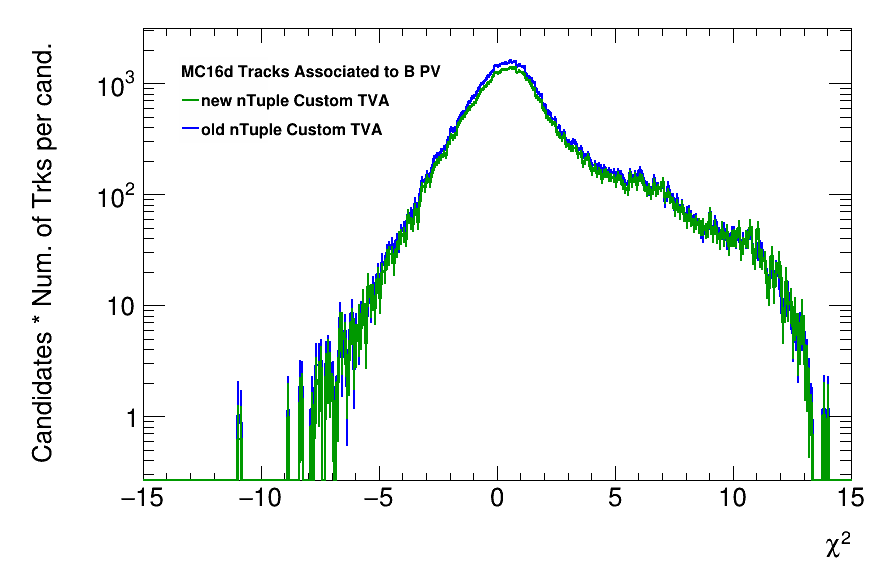 Candidates * Num. of Trks per cand.
MC16d Tracks Associated to B PV
new nTuple Custom TVA
old nTuple Custom TVA
10³
10²
10
1
−15 −10 −5 0 5 10 15
χ²